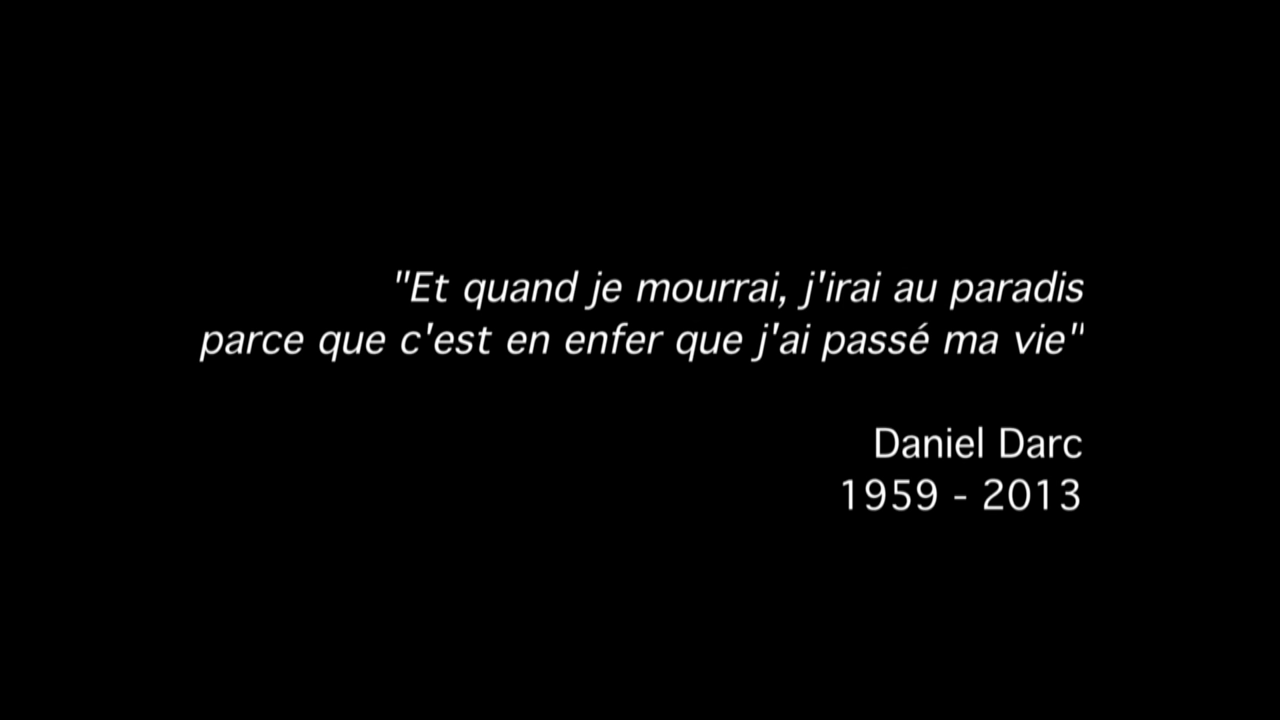 "Et quand je mourrai, j'irai au paradis
parce que c'est en enfer que j'ai passé ma vie"
Daniel Darc
1959 - 2013